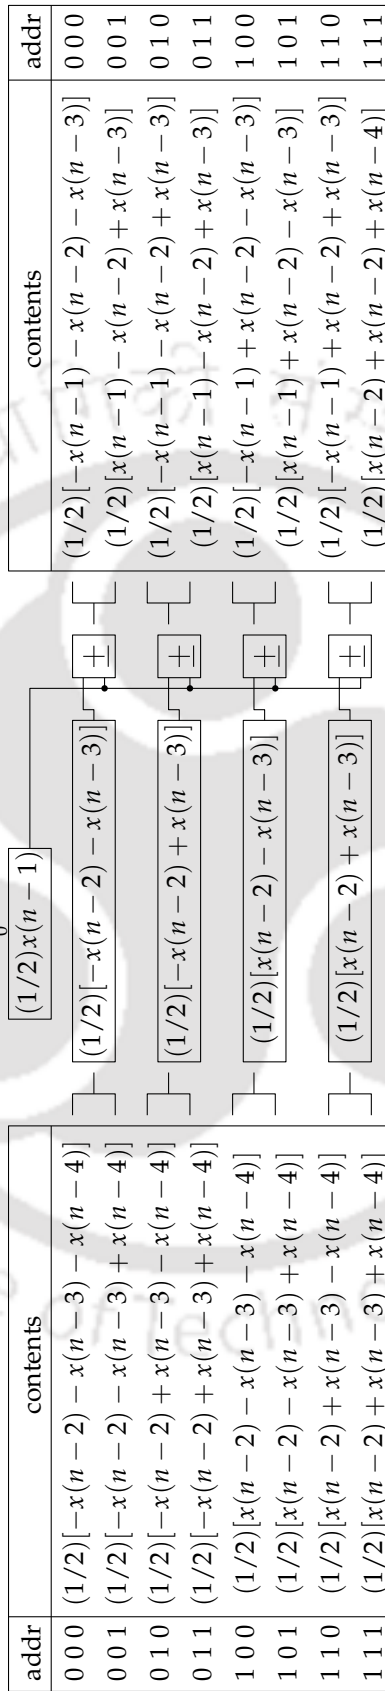 0
(1/2)x(n − 1)
addr contents
0 0 0 (1/2)[−x(n − 2) − x(n − 3) − x(n − 4)]
0 0 1 (1/2)[−x(n − 2) − x(n − 3) + x(n − 4)]
0 1 0 (1/2)[−x(n − 2) + x(n − 3) − x(n − 4)]
0 1 1 (1/2)[−x(n − 2) + x(n − 3) + x(n − 4)]
1 0 0 (1/2)[x(n − 2) − x(n − 3) − x(n − 4)]
1 0 1 (1/2)[x(n − 2) − x(n − 3) + x(n − 4)]
1 1 0 (1/2)[x(n − 2) + x(n − 3) − x(n − 4)]
1 1 1 (1/2)[x(n − 2) + x(n − 3) + x(n − 4)]
(1/2)[−x(n − 2) − x(n − 3)] ±
(1/2)[−x(n − 2) + x(n − 3)] ±
(1/2)[x(n − 2) − x(n − 3)] ±
(1/2)[x(n − 2) + x(n − 3)] ±
contents addr
(1/2)[−x(n − 1) − x(n − 2) − x(n − 3)] 0 0 0
(1/2)[x(n − 1) − x(n − 2) + x(n − 3)] 0 0 1
(1/2)[−x(n − 1) − x(n − 2) + x(n − 3)] 0 1 0
(1/2)[x(n − 1) − x(n − 2) + x(n − 3)] 0 1 1
(1/2)[−x(n − 1) + x(n − 2) − x(n − 3)] 1 0 0
(1/2)[x(n − 1) + x(n − 2) − x(n − 3)] 1 0 1
(1/2)[−x(n − 1) + x(n − 2) + x(n − 3)] 1 1 0
(1/2)[x(n − 2) + x(n − 2) + x(n − 4)] 1 1 1
of